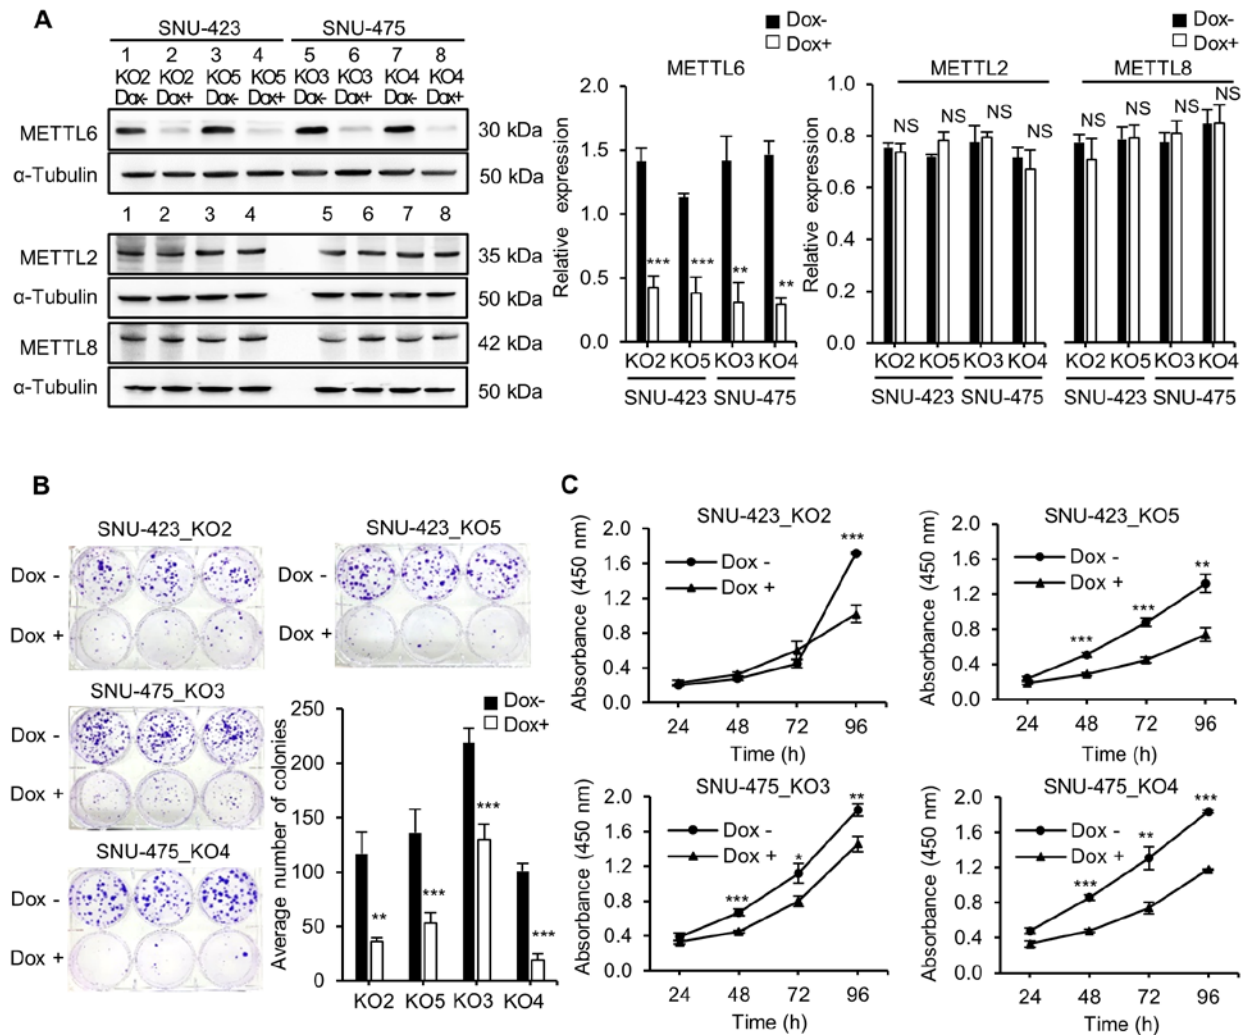 A
SNU-423 SNU-475
1 2 3 4 5 6 7 8
KO2 KO2 KO5 KO5 KO3 KO3 KO4 KO4
Dox- Dox+ Dox- Dox+ Dox- Dox+ Dox- Dox+
METTL6 30 kDa
α-Tubulin 50 kDa
1 2 3 4 5 6 7 8
METTL2 35 kDa
α-Tubulin 50 kDa
METTL8 42 kDa
α-Tubulin 50 kDa
Dox-
Dox+
METTL6
Relative expression
2.0
1.5
1.0
0.5
0.0
*** *** ** **
KO2 KO5 KO3 KO4
SNU-423 SNU-475
Dox-
Dox+
METTL2 METTL8
Relative expression
1.0
0.8
0.6
0.4
0.2
0.0
NS NS NS NS NS NS NS NS
KO2 KO5 KO3 KO4 KO2 KO5 KO3 KO4
SNU-423 SNU-475 SNU-423 SNU-475
B
SNU-423_KO2
Dox -
Dox +
SNU-423_KO5
Dox -
Dox +
SNU-475_KO3
Dox -
Dox +
SNU-475_KO4
Dox -
Dox +
Dox-
Dox+
Average number of colonies
250
200
150
100
50
0
** *** *** ***
KO2 KO5 KO3 KO4
C
SNU-423_KO2
Absorbance (450 nm)
2.0
1.6
1.2
0.8
0.4
0.0
Dox -
Dox +
***
24 48 72 96
Time (h)
SNU-423_KO5
Absorbance (450 nm)
2.0
1.6
1.2
0.8
0.4
0.0
Dox -
Dox +
*** *** **
24 48 72 96
Time (h)
SNU-475_KO3
Absorbance (450 nm)
2.0
1.6
1.2
0.8
0.4
0.0
Dox -
Dox +
*** * **
24 48 72 96
Time (h)
SNU-475_KO4
Absorbance (450 nm)
2.0
1.6
1.2
0.8
0.4
0.0
Dox -
Dox +
*** ** ***
24 48 72 96
Time (h)